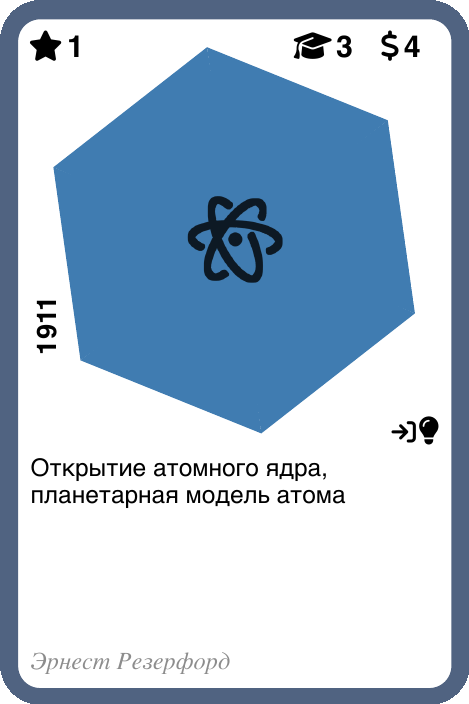 1
3
$4
1911
Открытие атомного ядра,
планетарная модель атома
Эрнест Резерфорд